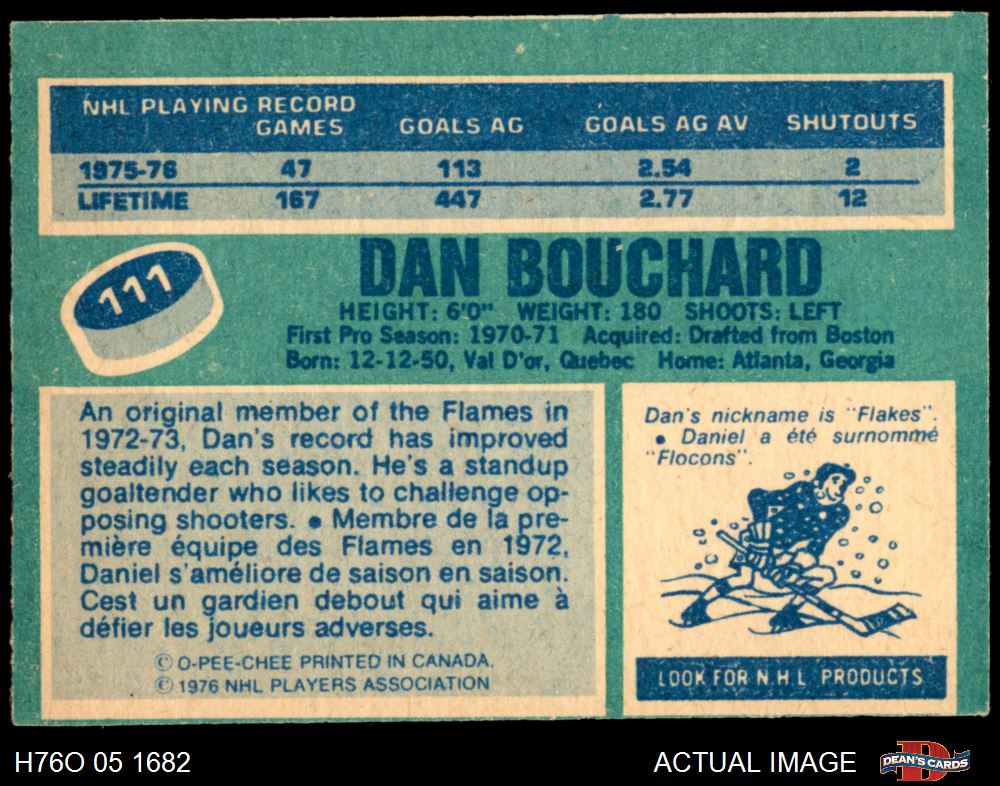 NHL PLAYING RECORD
GAMES GOALS AG GOALS AG AV SHUTOUTS
1975-76 47 113 2.54 2
LIFETIME 167 447 2.77 12
111
DAN BOUCHARD
HEIGHT: 6'0" WEIGHT: 180 SHOOTS: LEFT
First Pro Season: 1970-71 Acquired: Drafted from Boston
Born: 12-12-50, Val D'or, Quebec Home: Atlanta, Georgia
An original member of the Flames in
1972-73, Dan's record has improved
steadily each season. He's a standup
goaltender who likes to challenge op-
posing shooters. ● Membre de la pre-
mière équipe des Flames en 1972,
Daniel s'améliore de saison en saison.
Cest un gardien debout qui aime à
défier les joueurs adverses.
© O-PEE-CHEE PRINTED IN CANADA.
© 1976 NHL PLAYERS ASSOCIATION
Dan's nickname is "Flakes".
● Daniel a été surnommé
"Flocons".
LOOK FOR N.H L PRODUCTS
H76O 05 1682
ACTUAL IMAGE
D
DEAN'S CARDS